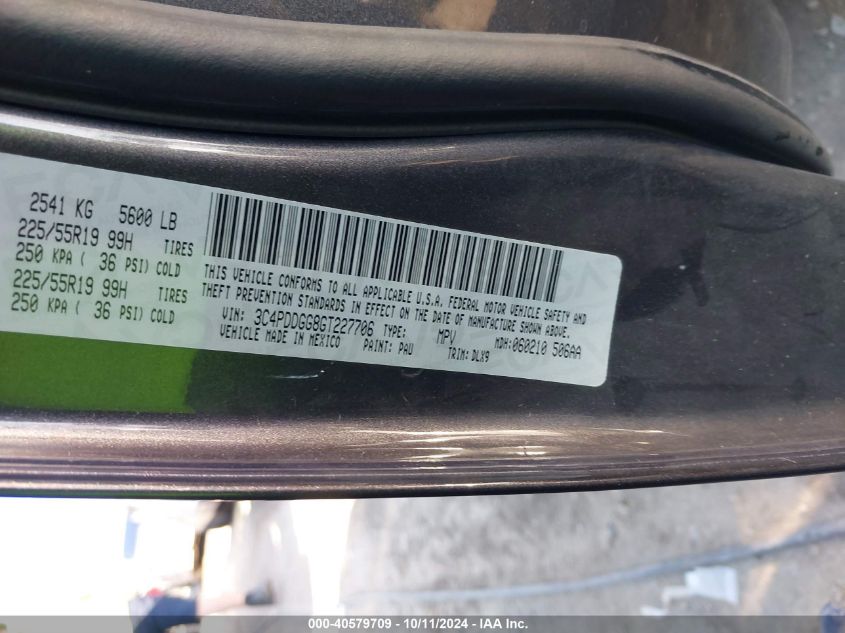 2541 KG 5600 LB
225/55R19 99H TIRES
250 KPA ( 36 PSI) COLD
225/55R19 99H TIRES
250 KPA ( 36 PSI) COLD
THIS VEHICLE CONFORMS TO ALL APPLICABLE U.S.A. FEDERAL MOTOR VEHICLE SAFETY AND
THEFT PREVENTION STANDARDS IN EFFECT ON THE DATE OF MANUFACTURE SHOWN ABOVE.
VIN: 3C4PDDGG8GT227706 TYPE: MPV MDH:060210 506AA
VEHICLE MADE IN MEXICO PAINT: PAU TRIM: DLX9
000-40579709 - 10/11/2024 - IAA Inc.